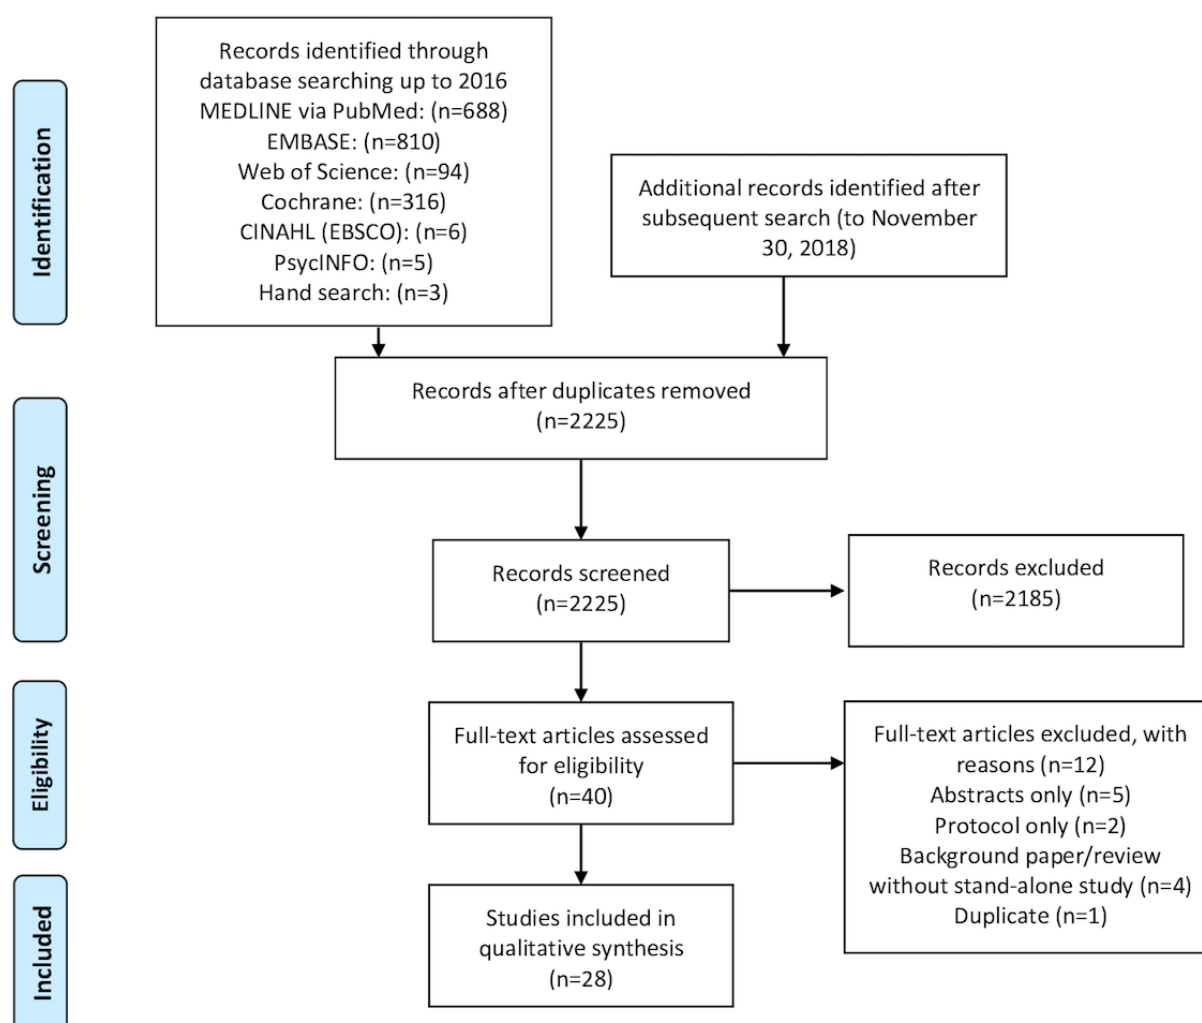 Identification
Records identified through
database searching up to 2016
MEDLINE via PubMed: (n=688)
EMBASE: (n=810)
Web of Science: (n=94)
Cochrane: (n=316)
CINAHL (EBSCO): (n=6)
PsycINFO: (n=5)
Hand search: (n=3)
Additional records identified after
subsequent search (to November
30, 2018)
Records after duplicates removed
(n=2225)
Screening
Records screened
(n=2225)
Records excluded
(n=2185)
Eligibility
Full-text articles assessed
for eligibility
(n=40)
Full-text articles excluded, with
reasons (n=12)
Abstracts only (n=5)
Protocol only (n=2)
Background paper/review
without stand-alone study (n=4)
Duplicate (n=1)
Included
Studies included in
qualitative synthesis
(n=28)